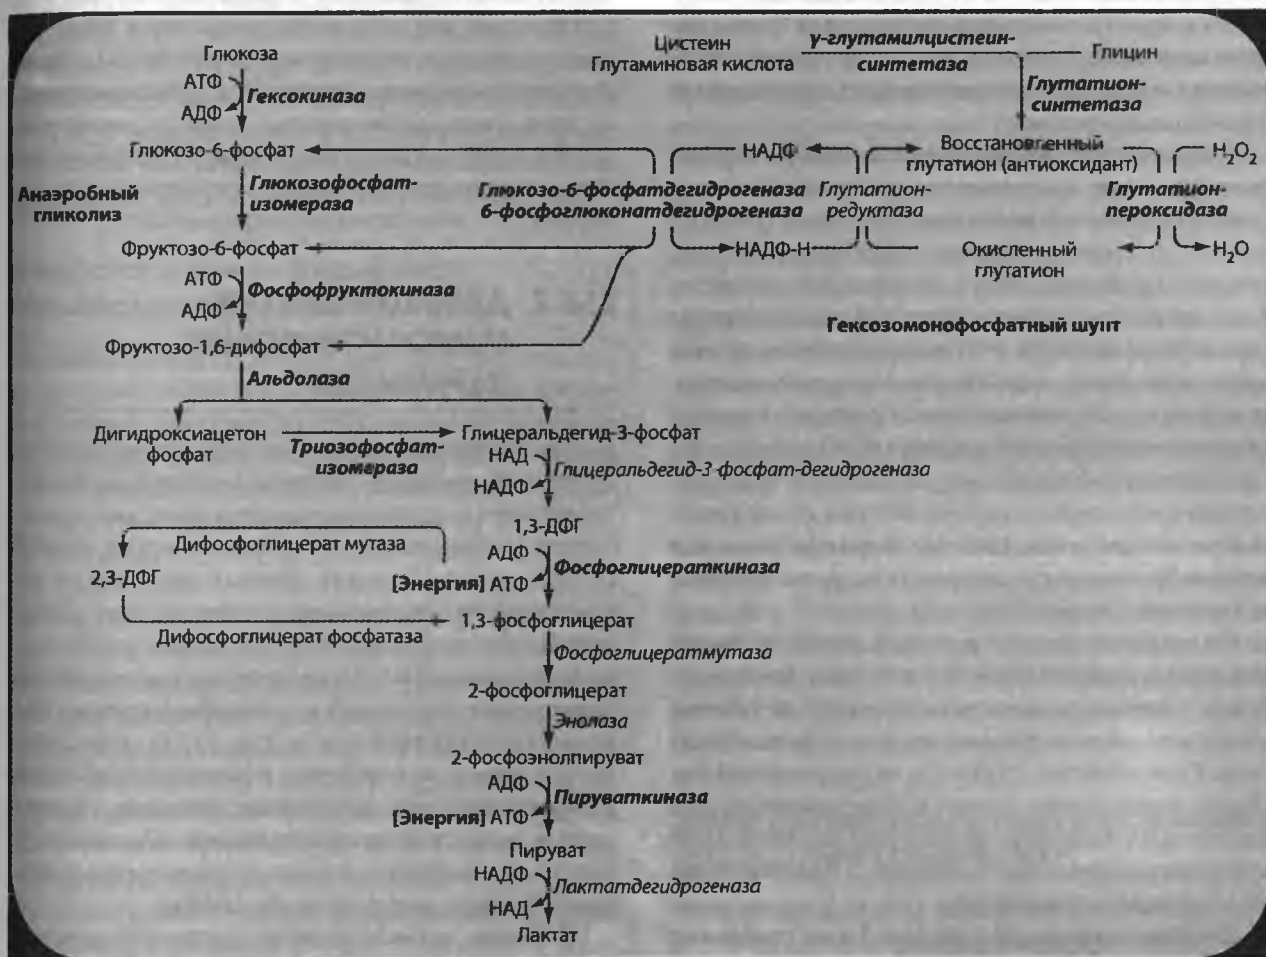 Глюкоза
АТФ
Гексокиназа
АДФ
Глюкозо-6-фосфат
Анаэробный
гликолиз
Глюкозофосфат-
изомераза
Фруктозо-6-фосфат
АТФ
Фосфофруктокиназа
АДФ
Фруктозо-1,6-дифосфат
Альдолаза
Дигидроксиацетон
фосфат
Триозофосфат-
изомераза
Глицеральдегид-3-фосфат
НАД
Глицеральдегид-3-фосфат-дегидрогеназа
НАДФ
1,3-ДФГ
Дифосфоглицерат мутаза
2,3-ДФГ
Дифосфоглицерат фосфатаза
АДФ
Фосфоглицераткиназа
[Энергия] АТФ
1,3-фосфоглицерат
Фосфоглицератмутаза
2-фосфоглицерат
Энолаза
2-фосфоэнолпируват
АДФ
Пируваткиназа
[Энергия] АТФ
Пируват
НАДФ
Лактатдегидрогеназа
НАД
Лактат
Цистеин
Глутаминовая кислота
γ-глутамилцистеин-
синтетаза
Глицин
Глутатион-
синтетаза
НАДФ
Восстановленный
глутатион (антиоксидант)
H₂O₂
Глюкозо-6-фосфатдегидрогеназа
6-фосфоглюконатдегидрогеназа
Глутатион-
редуктаза
Глутатион-
пероксидаза
НАДФ-Н
Окисленный
глутатион
H₂O
Гексозомонофосфатный шунт